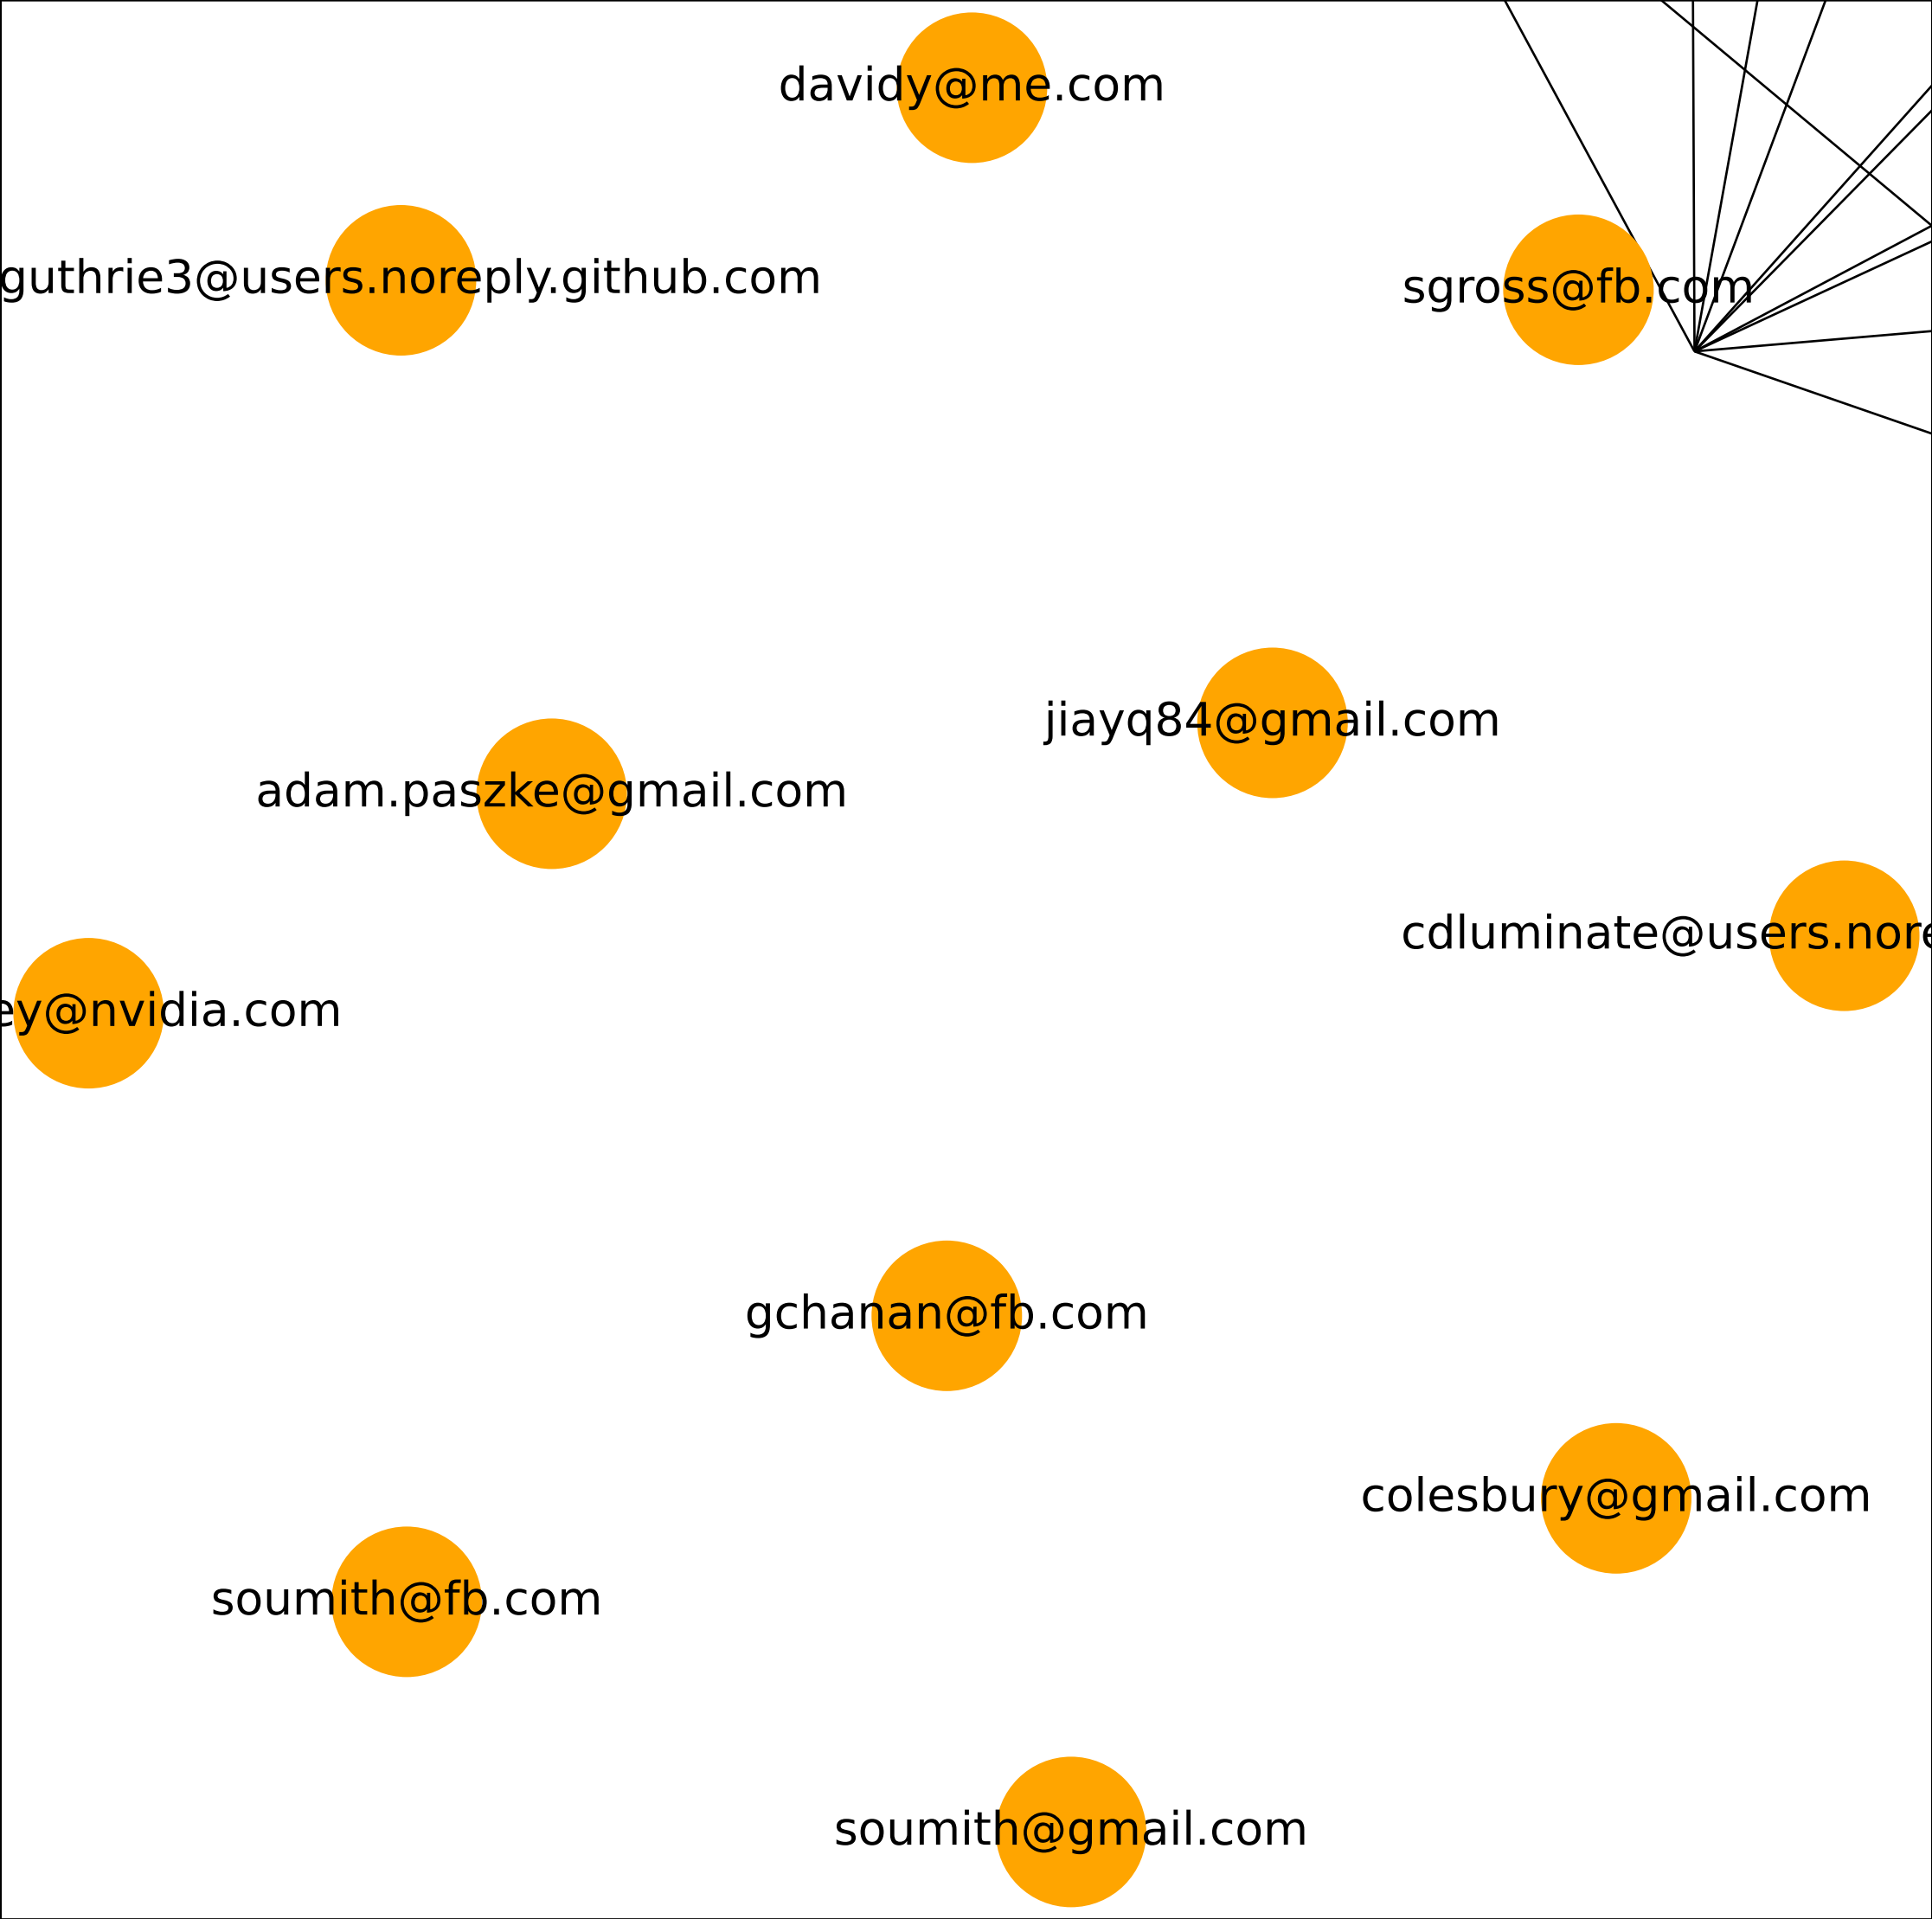 davidy@me.com
guthrie3@users.noreply.github.com
sgross@fb.com
jiayq84@gmail.com
adam.paszke@gmail.com
cdluminate@users.nore
ey@nvidia.com
gchanan@fb.com
colesbury@gmail.com
soumith@fb.com
soumith@gmail.com